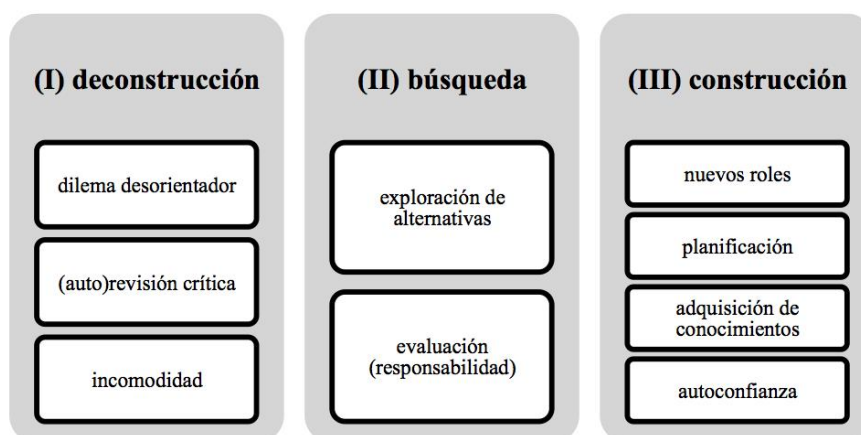 (I) deconstrucción
dilema desorientador
(auto)revisión crítica
incomodidad
(II) búsqueda
exploración de
alternativas
evaluación
(responsabilidad)
(III) construcción
nuevos roles
planificación
adquisición de
conocimientos
autoconfianza